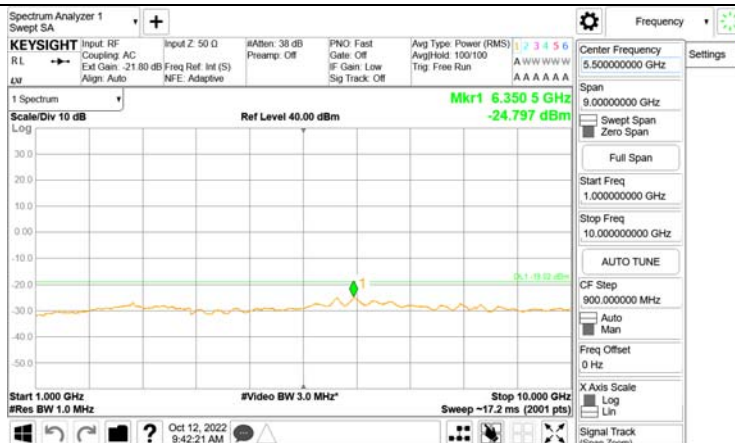 Spectrum Analyzer 1
Swept SA
Frequency
KEYSIGHT
RL
LXI
Input: RF
Coupling: AC
Ext Gain: -21.80 dB
Align: Auto
Input Z: 50 Ω
Freq Ref: Int (S)
NFE: Adaptive
#Atten: 38 dB
Preamp: Off
PNO: Fast
Gate: Off
IF Gain: Low
Sig Track: Off
Avg Type: Power (RMS)
Avg|Hold: 100/100
Trig: Free Run
1 2 3 4 5 6
A W W W W W
A A A A A A
1 Spectrum
Scale/Div 10 dB
Ref Level 40.00 dBm
Mkr1 6.350 5 GHz
-24.797 dBm
Log
30.0
20.0
10.0
0.00
-10.0
-20.0
-30.0
-40.0
-50.0
1
Start 1.000 GHz
#Res BW 1.0 MHz
#Video BW 3.0 MHz*
Stop 10.000 GHz
Sweep ~17.2 ms (2001 pts)
?
Oct 12, 2022
9:42:21 AM
Center Frequency
5.500000000 GHz
Settings
Span
9.00000000 GHz
Swept Span
Zero Span
Full Span
Start Freq
1.000000000 GHz
Stop Freq
10.000000000 GHz
AUTO TUNE
CF Step
900.000000 MHz
Auto
Man
Freq Offset
0 Hz
X Axis Scale
Log
Lin
Signal Track
(Span Zoom)